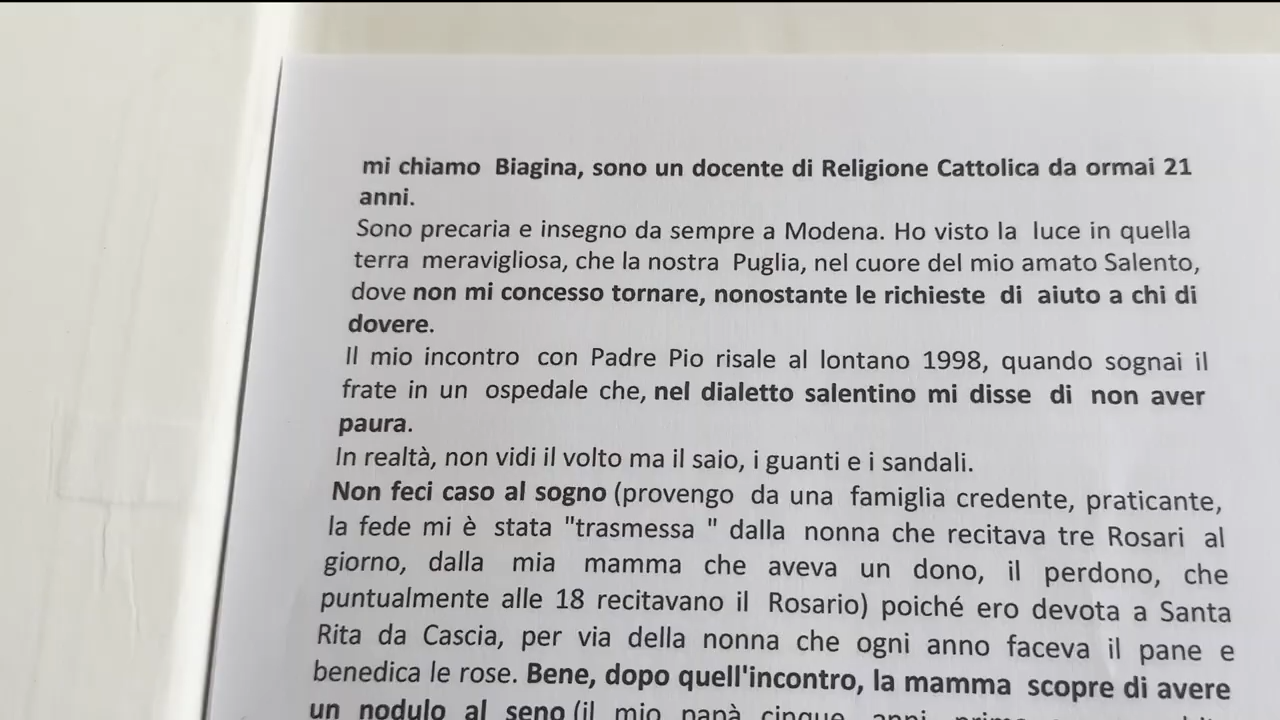 mi chiamo Biagina, sono un docente di Religione Cattolica da ormai 21
anni.
Sono precaria e insegno da sempre a Modena. Ho visto la luce in quella
terra meravigliosa, che la nostra Puglia, nel cuore del mio amato Salento,
dove non mi concesso tornare, nonostante le richieste di aiuto a chi di
dovere.
Il mio incontro con Padre Pio risale al lontano 1998, quando sognai il
frate in un ospedale che, nel dialetto salentino mi disse di non aver
paura.
In realtà, non vidi il volto ma il saio, i guanti e i sandali.
Non feci caso al sogno (provengo da una famiglia credente, praticante,
la fede mi è stata "trasmessa " dalla nonna che recitava tre Rosari al
giorno, dalla mia mamma che aveva un dono, il perdono, che
puntualmente alle 18 recitavano il Rosario) poiché ero devota a Santa
Rita da Cascia, per via della nonna che ogni anno faceva il pane e
benedica le rose. Bene, dopo quell'incontro, la mamma scopre di avere
un nodulo al seno (il mio papà cinque anni